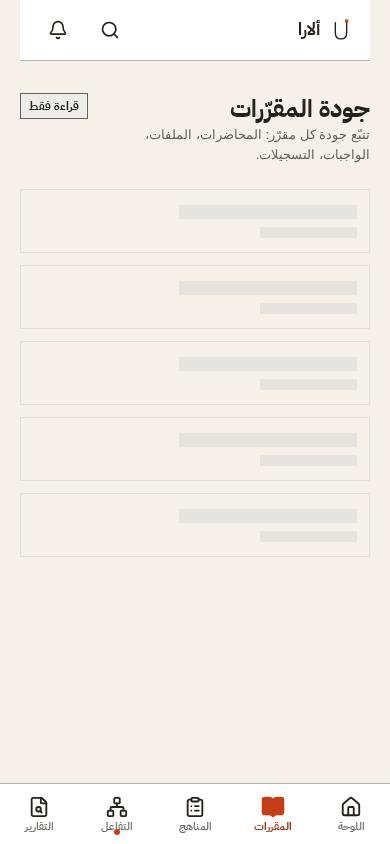 ألارا
جودة المقرّرات
قراءة فقط
تتبّع جودة كل مقرّر: المحاضرات، الملفات،
الواجبات، التسجيلات.
اللوحة
المقررات
المناهج
التفاعل
التقارير